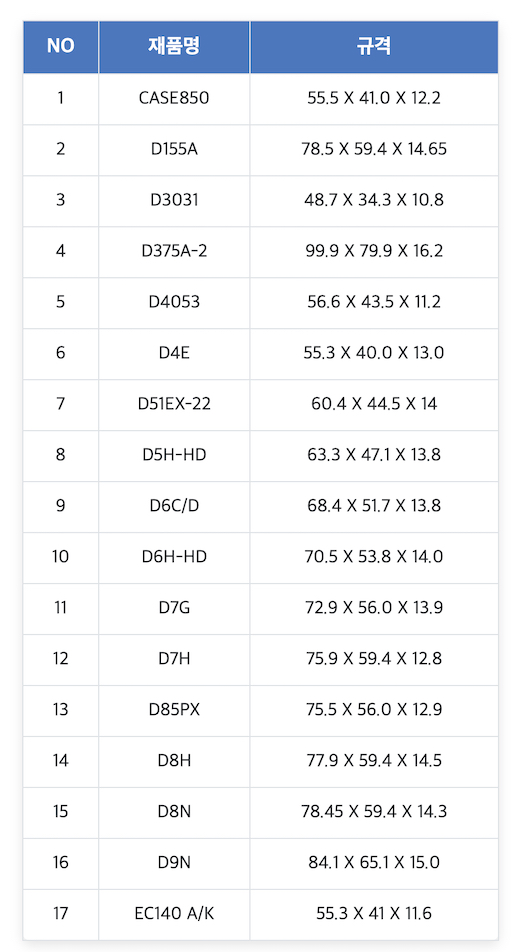 NO 재품명 규격
1 CASE850 55.5 X 41.0 X 12.2
2 D155A 78.5 X 59.4 X 14.65
3 D3031 48.7 X 34.3 X 10.8
4 D375A-2 99.9 X 79.9 X 16.2
5 D4053 56.6 X 43.5 X 11.2
6 D4E 55.3 X 40.0 X 13.0
7 D51EX-22 60.4 X 44.5 X 14
8 D5H-HD 63.3 X 47.1 X 13.8
9 D6C/D 68.4 X 51.7 X 13.8
10 D6H-HD 70.5 X 53.8 X 14.0
11 D7G 72.9 X 56.0 X 13.9
12 D7H 75.9 X 59.4 X 12.8
13 D85PX 75.5 X 56.0 X 12.9
14 D8H 77.9 X 59.4 X 14.5
15 D8N 78.45 X 59.4 X 14.3
16 D9N 84.1 X 65.1 X 15.0
17 EC140 A/K 55.3 X 41 X 11.6